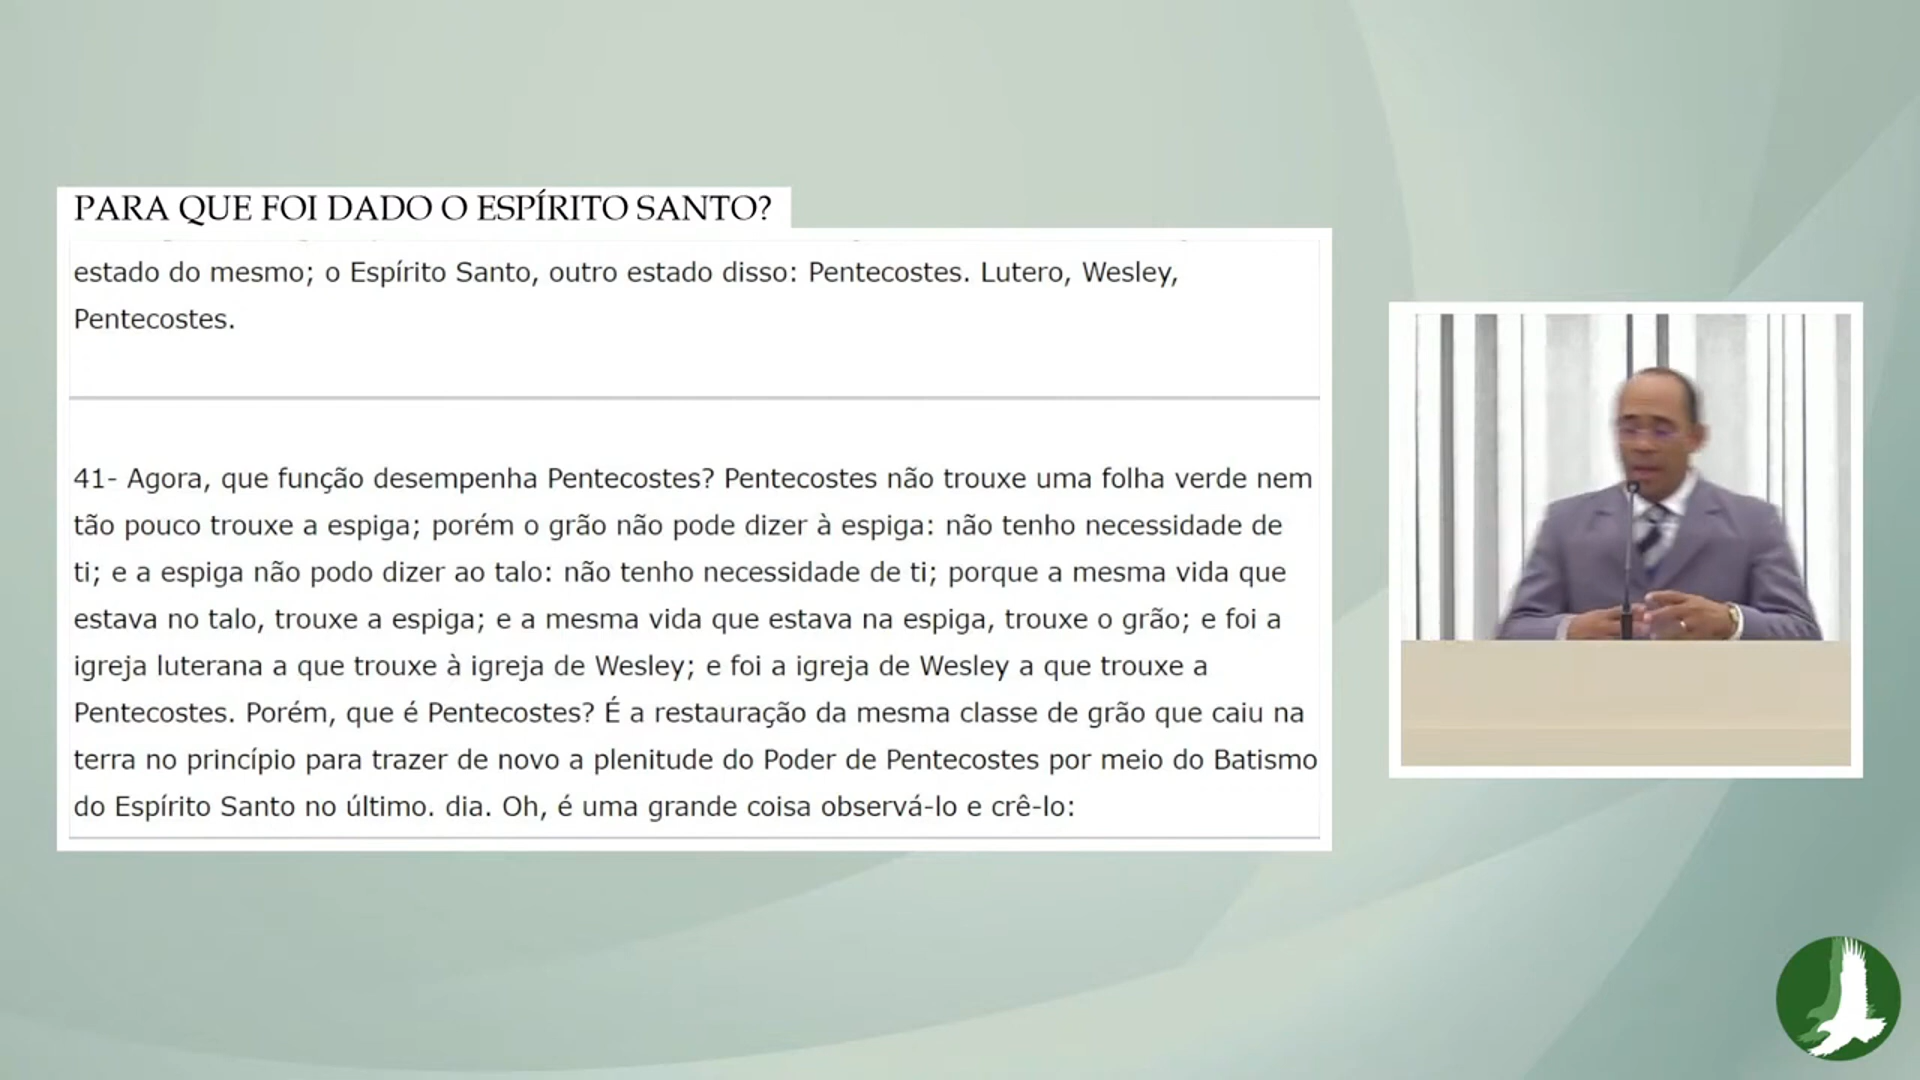 PARA QUE FOI DADO O ESPÍRITO SANTO?
estado do mesmo; o Espírito Santo, outro estado disso: Pentecostes. Lutero, Wesley,
Pentecostes.
41- Agora, que função desempenha Pentecostes? Pentecostes não trouxe uma folha verde nem
tão pouco trouxe a espiga; porém o grão não pode dizer à espiga: não tenho necessidade de
ti; e a espiga não podo dizer ao talo: não tenho necessidade de ti; porque a mesma vida que
estava no talo, trouxe a espiga; e a mesma vida que estava na espiga, trouxe o grão; e foi a
igreja luterana a que trouxe à igreja de Wesley; e foi a igreja de Wesley a que trouxe a
Pentecostes. Porém, que é Pentecostes? É a restauração da mesma classe de grão que caiu na
terra no princípio para trazer de novo a plenitude do Poder de Pentecostes por meio do Batismo
do Espírito Santo no último. dia. Oh, é uma grande coisa observá-lo e crê-lo: